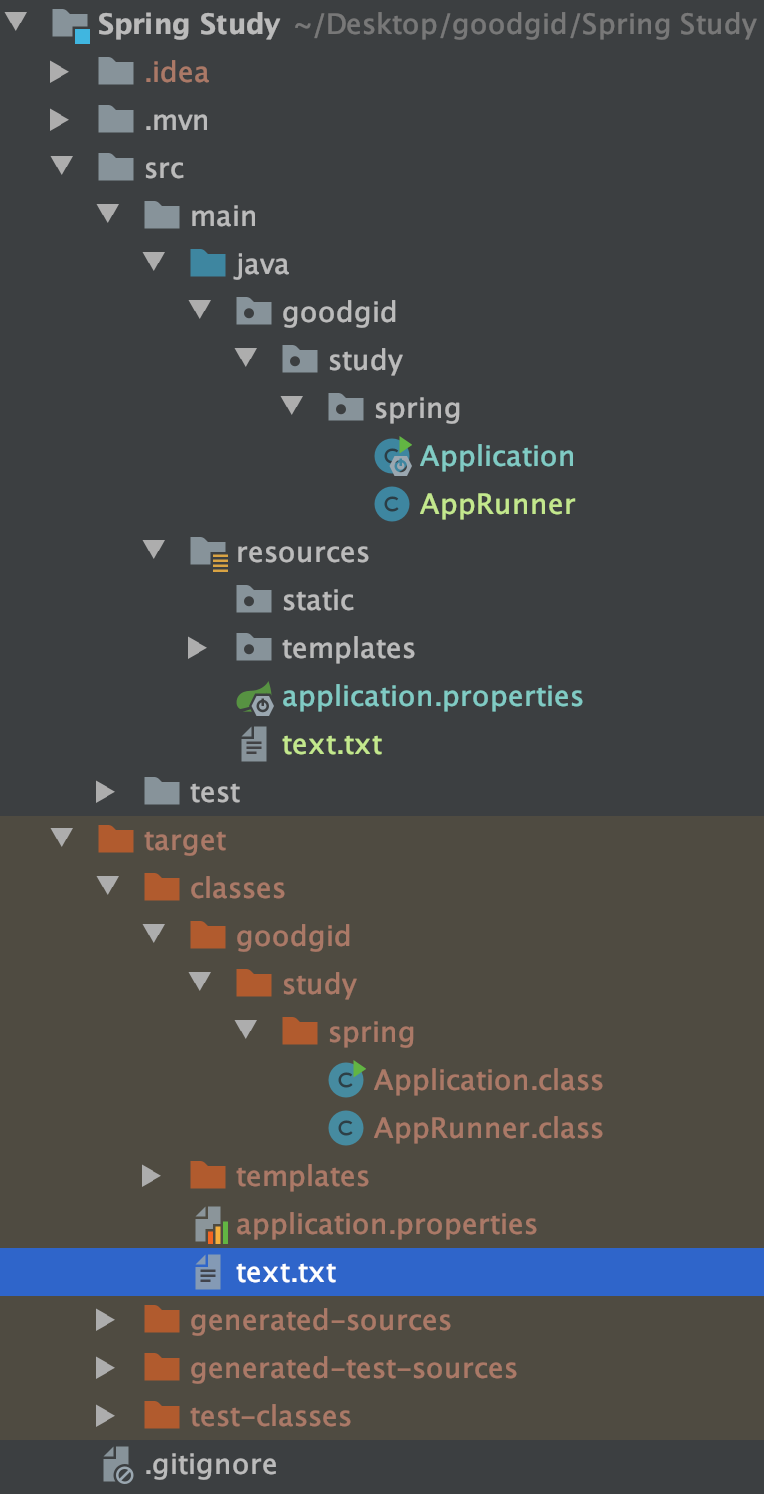 Spring Study ~/Desktop/goodgid/Spring Study
.idea
.mvn
src
main
java
goodgid
study
spring
Application
AppRunner
resources
static
templates
application.properties
text.txt
test
target
classes
goodgid
study
spring
Application.class
AppRunner.class
templates
application.properties
text.txt
generated-sources
generated-test-sources
test-classes
.gitignore